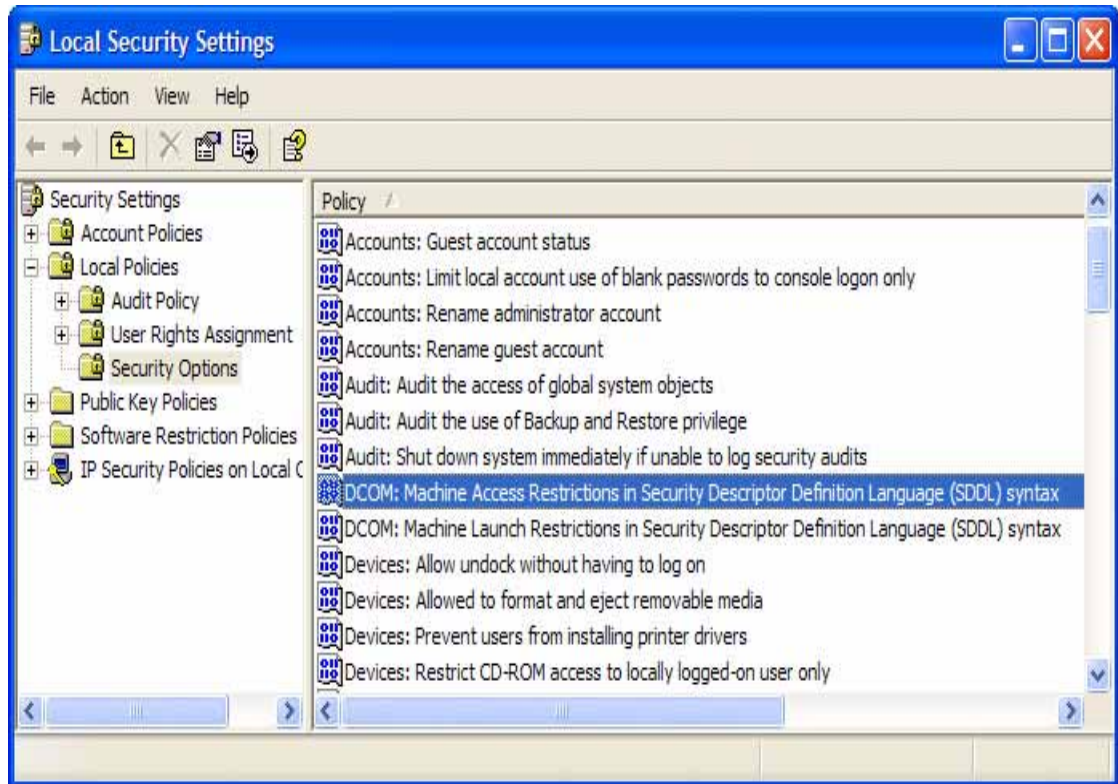 Local Security Settings
File Action View Help
Security Settings
Account Policies
Local Policies
Audit Policy
User Rights Assignment
Security Options
Public Key Policies
Software Restriction Policies
IP Security Policies on Local C
Policy
Accounts: Guest account status
Accounts: Limit local account use of blank passwords to console logon only
Accounts: Rename administrator account
Accounts: Rename guest account
Audit: Audit the access of global system objects
Audit: Audit the use of Backup and Restore privilege
Audit: Shut down system immediately if unable to log security audits
DCOM: Machine Access Restrictions in Security Descriptor Definition Language (SDDL) syntax
DCOM: Machine Launch Restrictions in Security Descriptor Definition Language (SDDL) syntax
Devices: Allow undock without having to log on
Devices: Allowed to format and eject removable media
Devices: Prevent users from installing printer drivers
Devices: Restrict CD-ROM access to locally logged-on user only